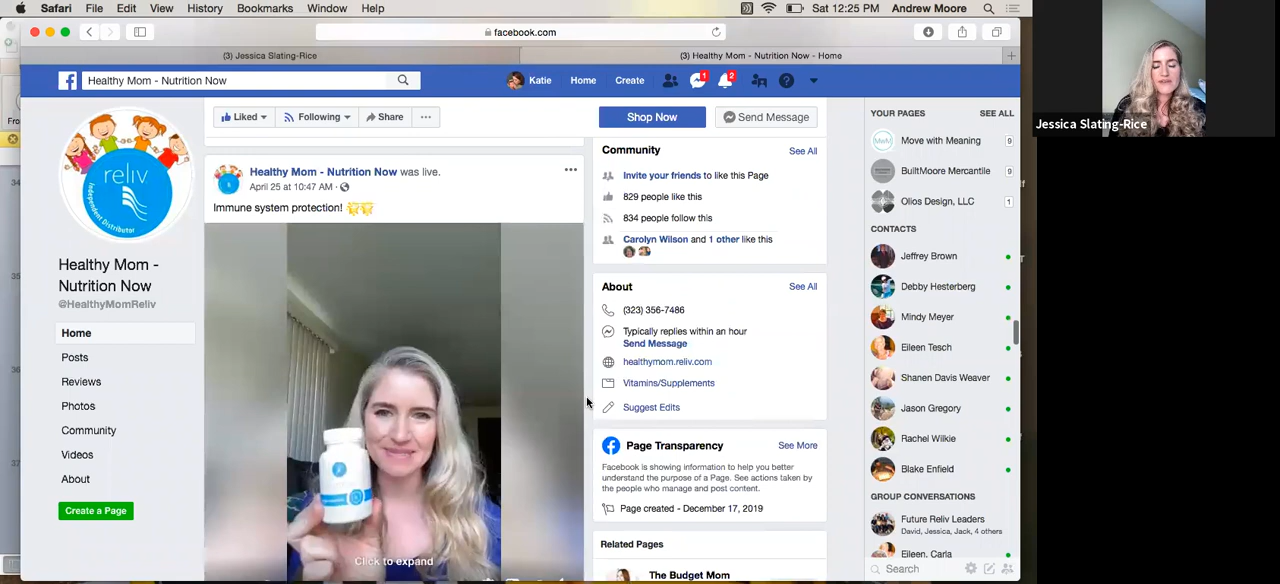 Safari File Edit View History Bookmarks Window Help Sat 12:25 PM Andrew Moore
facebook.com
(3) Jessica Slating-Rice (3) Healthy Mom - Nutrition Now - Home
Healthy Mom - Nutrition Now Katie Home Create 1 2
Liked Following Share Shop Now Send Message
reliv
Independent Distributor
Healthy Mom -
Nutrition Now
@HealthyMomReliv
Home
Posts
Reviews
Photos
Community
Videos
About
Create a Page
Healthy Mom - Nutrition Now was live.
April 25 at 10:47 AM ·
Immune system protection!
Click to expand
Community See All
Invite your friends to like this Page
829 people like this
834 people follow this
Carolyn Wilson and 1 other like this
About See All
(323) 356-7486
Typically replies within an hour
Send Message
healthymom.reliv.com
Vitamins/Supplements
Suggest Edits
Page Transparency See More
Facebook is showing information to help you better
understand the purpose of a Page. See actions taken by
the people who manage and post content.
Page created - December 17, 2019
Related Pages
The Budget Mom
YOUR PAGES SEE ALL
Move with Meaning 9
BuiltMoore Mercantile 9
Olios Design, LLC 1
CONTACTS
Jeffrey Brown
Debby Hesterberg
Mindy Meyer
Eileen Tesch
Shanen Davis Weaver
Jason Gregory
Rachel Wilkie
Blake Enfield
GROUP CONVERSATIONS
Future Reliv Leaders
David, Jessica, Jack, 4 others
Eileen, Carla
Search
Jessica Slating-Rice